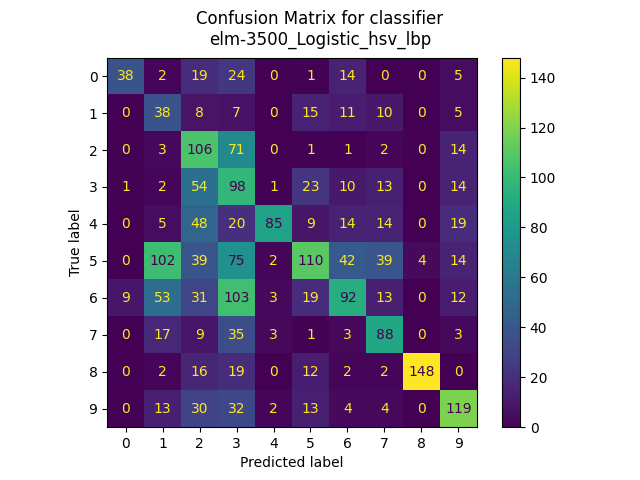 Confusion Matrix for classifier
elm-3500_Logistic_hsv_lbp
0 38 2 19 24 0 1 14 0 0 5
1 0 38 8 7 0 15 11 10 0 5
2 0 3 106 71 0 1 1 2 0 14
3 1 2 54 98 1 23 10 13 0 14
4 0 5 48 20 85 9 14 14 0 19
5 0 102 39 75 2 110 42 39 4 14
6 9 53 31 103 3 19 92 13 0 12
7 0 17 9 35 3 1 3 88 0 3
8 0 2 16 19 0 12 2 2 148 0
9 0 13 30 32 2 13 4 4 0 119
0 1 2 3 4 5 6 7 8 9
True label
Predicted label
140
120
100
80
60
40
20
0